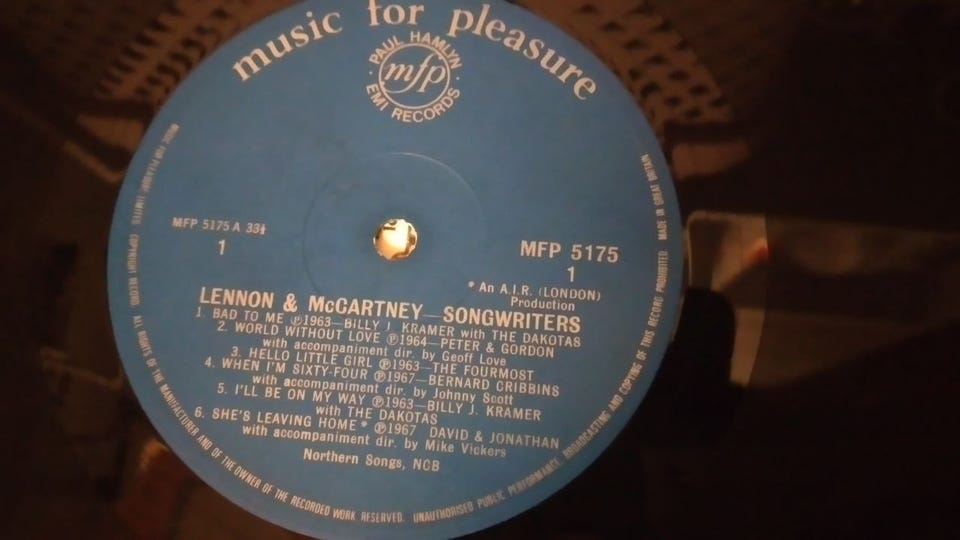 music for pleasure
PAUL HAMLYN
mfp
EMI RECORDS
MFP 5175 A 33⅓
1
MFP 5175
1
* An A.I.R. (LONDON)
Production
LENNON & McCARTNEY—SONGWRITERS
1. BAD TO ME ℗1963—BILLY J. KRAMER with THE DAKOTAS
2. WORLD WITHOUT LOVE ℗1964—PETER & GORDON
with accompaniment dir. by Geoff Love
3. HELLO LITTLE GIRL ℗1963—THE FOURMOST
4. WHEN I'M SIXTY-FOUR ℗1967—BERNARD CRIBBINS
with accompaniment dir. by Johnny Scott
5. I'LL BE ON MY WAY ℗1963—BILLY J. KRAMER
with THE DAKOTAS
6. SHE'S LEAVING HOME* ℗1967 DAVID & JONATHAN
with accompaniment dir. by Mike Vickers
Northern Songs, NCB
MUSIC FOR PLEASURE LIMITED. COPYRIGHT RECORD. ALL RIGHTS OF THE MANUFACTURER AND OF THE OWNER OF THE RECORDED WORK RESERVED. UNAUTHORISED PUBLIC PERFORMANCE BROADCASTING AND COPYING OF THIS RECORD PROHIBITED MADE IN GREAT BRITAIN